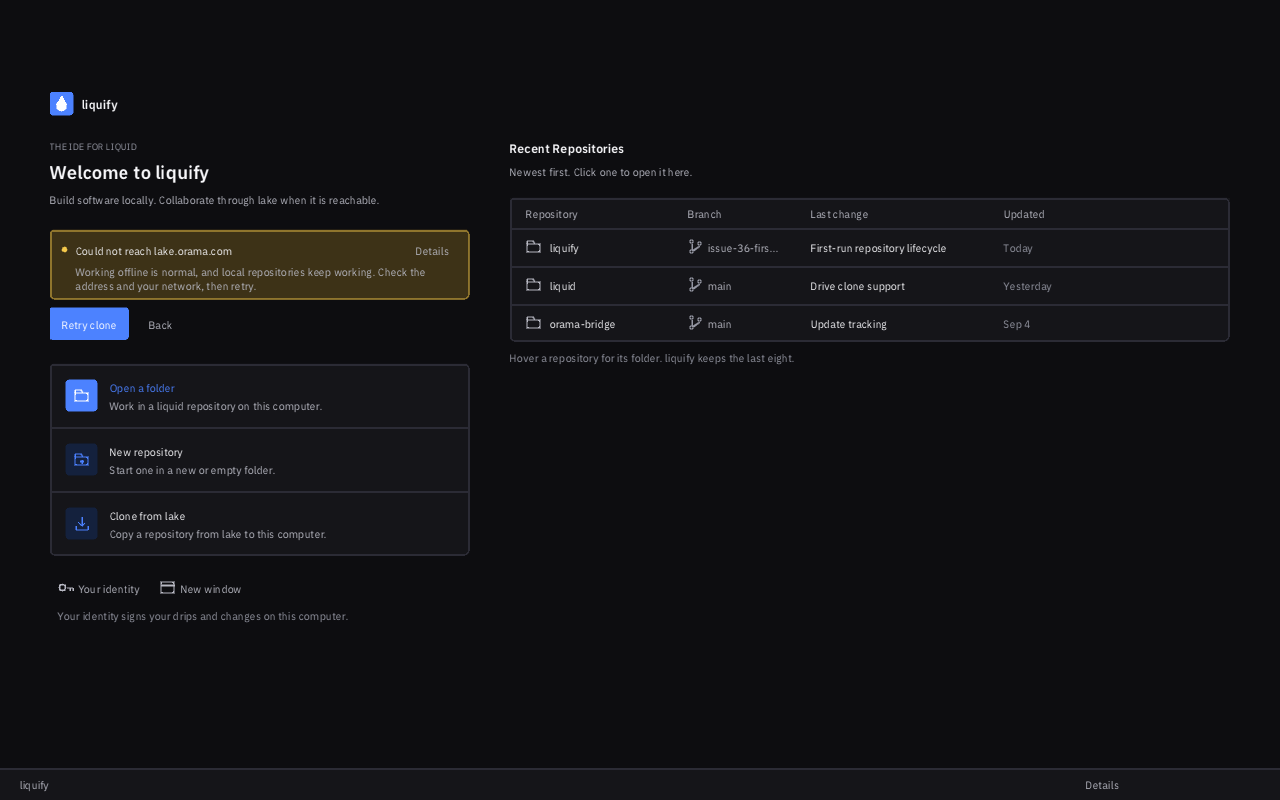 liquify
THE IDE FOR LIQUID
Welcome to liquify
Build software locally. Collaborate through lake when it is reachable.
Could not reach lake.orama.com
Details
Working offline is normal, and local repositories keep working. Check the
address and your network, then retry.
Retry clone
Back
Open a folder
Work in a liquid repository on this computer.
New repository
Start one in a new or empty folder.
Clone from lake
Copy a repository from lake to this computer.
Your identity
New window
Your identity signs your drips and changes on this computer.
Recent Repositories
Newest first. Click one to open it here.
Repository Branch Last change Updated
liquify issue-36-firs... First-run repository lifecycle Today
liquid main Drive clone support Yesterday
orama-bridge main Update tracking Sep 4
Hover a repository for its folder. liquify keeps the last eight.
liquify
Details